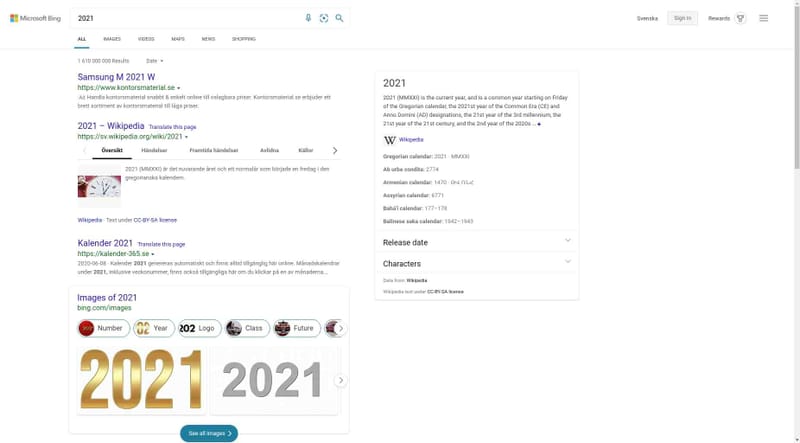 Microsoft Bing
2021
Svenska
Sign in
Rewards
ALL
IMAGES
VIDEOS
MAPS
NEWS
SHOPPING
1 610 000 000 Results
Date
Samsung M 2021 W
https://www.kontorsmaterial.se
Ad Handla kontorsmaterial snabbt & enkelt online till oslagbara priser. Kontorsmaterial.se erbjuder ett
brett sortiment av kontorsmaterial till låga priser.
2021 – Wikipedia Translate this page
https://sv.wikipedia.org/wiki/2021
Översikt
Händelser
Framtida händelser
Avlidna
Källor
2021 (MMXXI) är det nuvarande året och ett normalår som började en fredag i den
gregorianska kalendern.
Wikipedia · Text under CC-BY-SA license
Kalender 2021 Translate this page
https://kalender-365.se
2020-06-08 · Kalender 2021 genereras automatiskt och finns alltid tillgänglig här online. Månadskalendrar
under 2021, inklusive veckonummer, finns också tillgängliga här om du klickar på en av månaderna...
Images of 2021
bing.com/images
Number
Year
202 Logo
Class
Future
2021
2021
See all images
2021
2021 (MMXXI) is the current year, and is a common year starting on Friday
of the Gregorian calendar, the 2021st year of the Common Era (CE) and
Anno Domini (AD) designations, the 21st year of the 3rd millennium, the
21st year of the 21st century, and the 2nd year of the 2020s ...
W Wikipedia
Gregorian calendar: 2021 · MMXXI
Ab urbe condita: 2774
Armenian calendar: 1470 ·
Assyrian calendar: 6771
Bahá'í calendar: 177–178
Balinese saka calendar: 1942–1943
Release date
Characters
Data from: Wikipedia
Wikipedia text under CC-BY-SA license